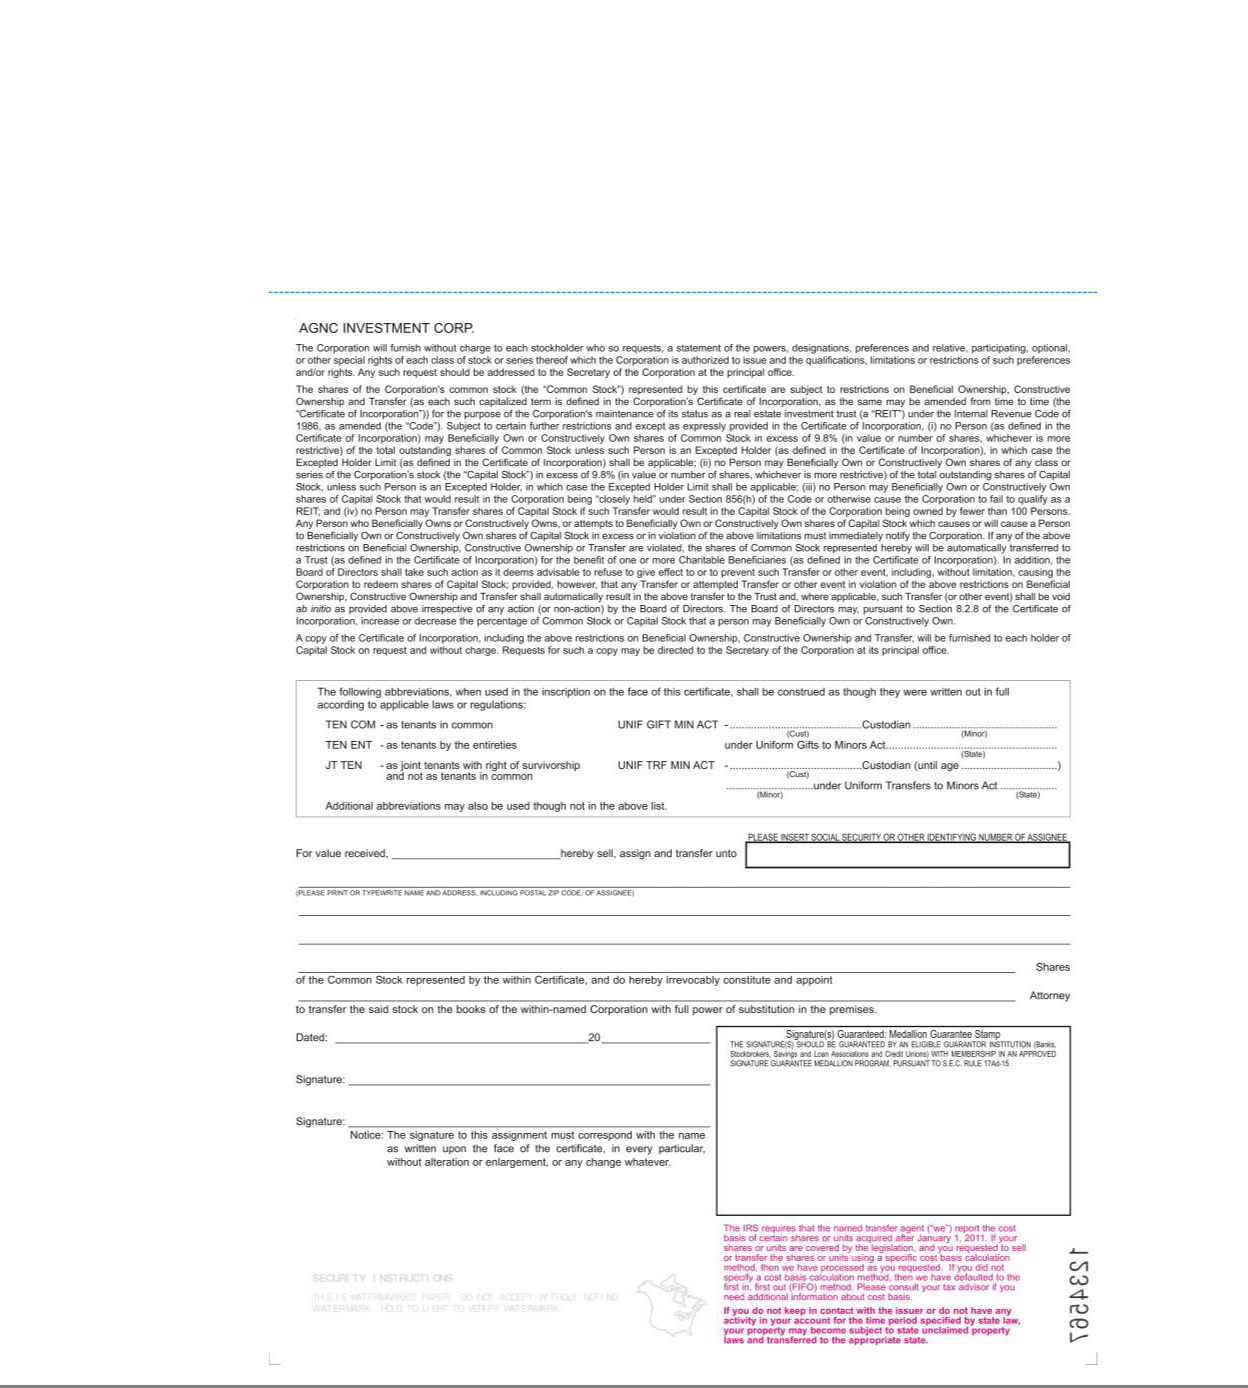 AGNC INVESTMENT CORP.
The Corporation will furnish without charge to each stockholder who so requests, a statement of the powers, designations, preferences and relative, participating, optional,
or other special rights of each class of stock or series thereof which the Corporation is authorized to issue and the qualifications, limitations or restrictions of such preferences
and/or rights. Any such request should be addressed to the Secretary of the Corporation at the principal office.
The shares of the Corporation's common stock (the “Common Stock”) represented by this certificate are subject to restrictions on Beneficial Ownership, Constructive
Ownership and Transfer (as each such capitalized term is defined in the Corporation’s Certificate of Incorporation, as the same may be amended from time to time (the
“Certificate of Incorporation”)) for the purpose of the Corporation's maintenance of its status as a real estate investment trust (a “REIT”) under the Internal Revenue Code of
1986, as amended (the “Code”). Subject to certain further restrictions and except as expressly provided in the Certificate of Incorporation, (i) no Person (as defined in the
Certificate of Incorporation) may Beneficially Own or Constructively Own shares of Common Stock in excess of 9.8% (in value or number of shares, whichever is more
restrictive) of the total outstanding shares of Common Stock unless such Person is an Excepted Holder (as defined in the Certificate of Incorporation), in which case the
Excepted Holder Limit (as defined in the Certificate of Incorporation) shall be applicable; (ii) no Person may Beneficially Own or Constructively Own shares of any class or
series of the Corporation’s stock (the “Capital Stock”) in excess of 9.8% (in value or number of shares, whichever is more restrictive) of the total outstanding shares of Capital
Stock, unless such Person is an Excepted Holder, in which case the Excepted Holder Limit shall be applicable; (iii) no Person may Beneficially Own or Constructively Own
shares of Capital Stock that would result in the Corporation being “closely held” under Section 856(h) of the Code or otherwise cause the Corporation to fail to qualify as a
REIT; and (iv) no Person may Transfer shares of Capital Stock if such Transfer would result in the Capital Stock of the Corporation being owned by fewer than 100 Persons.
Any Person who Beneficially Owns or Constructively Owns, or attempts to Beneficially Own or Constructively Own shares of Capital Stock which causes or will cause a Person
to Beneficially Own or Constructively Own shares of Capital Stock in excess or in violation of the above limitations must immediately notify the Corporation. If any of the above
restrictions on Beneficial Ownership, Constructive Ownership or Transfer are violated, the shares of Common Stock represented hereby will be automatically transferred to
a Trust (as defined in the Certificate of Incorporation) for the benefit of one or more Charitable Beneficiaries (as defined in the Certificate of Incorporation). In addition, the
Board of Directors shall take such action as it deems advisable to refuse to give effect to or to prevent such Transfer or other event, including, without limitation, causing the
Corporation to redeem shares of Capital Stock; provided, however, that any Transfer or attempted Transfer or other event in violation of the above restrictions on Beneficial
Ownership, Constructive Ownership and Transfer shall automatically result in the above transfer to the Trust and, where applicable, such Transfer (or other event) shall be void
ab initio as provided above irrespective of any action (or non-action) by the Board of Directors. The Board of Directors may, pursuant to Section 8.2.8 of the Certificate of
Incorporation, increase or decrease the percentage of Common Stock or Capital Stock that a person may Beneficially Own or Constructively Own.
A copy of the Certificate of Incorporation, including the above restrictions on Beneficial Ownership, Constructive Ownership and Transfer, will be furnished to each holder of
Capital Stock on request and without charge. Requests for such a copy may be directed to the Secretary of the Corporation at its principal office.
The following abbreviations, when used in the inscription on the face of this certificate, shall be construed as though they were written out in full
according to applicable laws or regulations:
TEN COM - as tenants in common UNIF GIFT MIN ACT - ............Custodian ............
(Cust) (Minor)
TEN ENT - as tenants by the entireties under Uniform Gifts to Minors Act............
(State)
JT TEN - as joint tenants with right of survivorship UNIF TRF MIN ACT - ............Custodian (until age ............)
and not as tenants in common (Cust)
............under Uniform Transfers to Minors Act ............
(Minor) (State)
Additional abbreviations may also be used though not in the above list.
PLEASE INSERT SOCIAL SECURITY OR OTHER IDENTIFYING NUMBER OF ASSIGNEE
For value received, ____________hereby sell, assign and transfer unto
(PLEASE PRINT OR TYPEWRITE NAME AND ADDRESS, INCLUDING POSTAL ZIP CODE, OF ASSIGNEE)
Shares
of the Common Stock represented by the within Certificate, and do hereby irrevocably constitute and appoint
Attorney
to transfer the said stock on the books of the within-named Corporation with full power of substitution in the premises.
Dated: ____________20____________
Signature: ____________
Signature: ____________
Notice: The signature to this assignment must correspond with the name
as written upon the face of the certificate, in every particular,
without alteration or enlargement, or any change whatever.
Signature(s) Guaranteed: Medallion Guarantee Stamp
THE SIGNATURE(S) SHOULD BE GUARANTEED BY AN ELIGIBLE GUARANTOR INSTITUTION (Banks,
Stockbrokers, Savings and Loan Associations and Credit Unions) WITH MEMBERSHIP IN AN APPROVED
SIGNATURE GUARANTEE MEDALLION PROGRAM, PURSUANT TO S.E.C. RULE 17Ad-15.
The IRS requires that the named transfer agent (“we”) report the cost
basis of certain shares or units acquired after January 1, 2011. If your
shares or units are covered by the legislation, and you requested to sell
or transfer the shares or units using a specific cost basis calculation
method, then we have processed as you requested. If you did not
specify a cost basis calculation method, then we have defaulted to the
first in, first out (FIFO) method. Please consult your tax advisor if you
need additional information about cost basis.
If you do not keep in contact with the issuer or do not have any
activity in your account for the time period specified by state law,
your property may become subject to state unclaimed property
laws and transferred to the appropriate state.
SECURITY INSTRUCTIONS
THIS IS WATERMARKED PAPER. DO NOT ACCEPT WITHOUT NOTING
WATERMARK. HOLD TO LIGHT TO VERIFY WATERMARK.
1234567